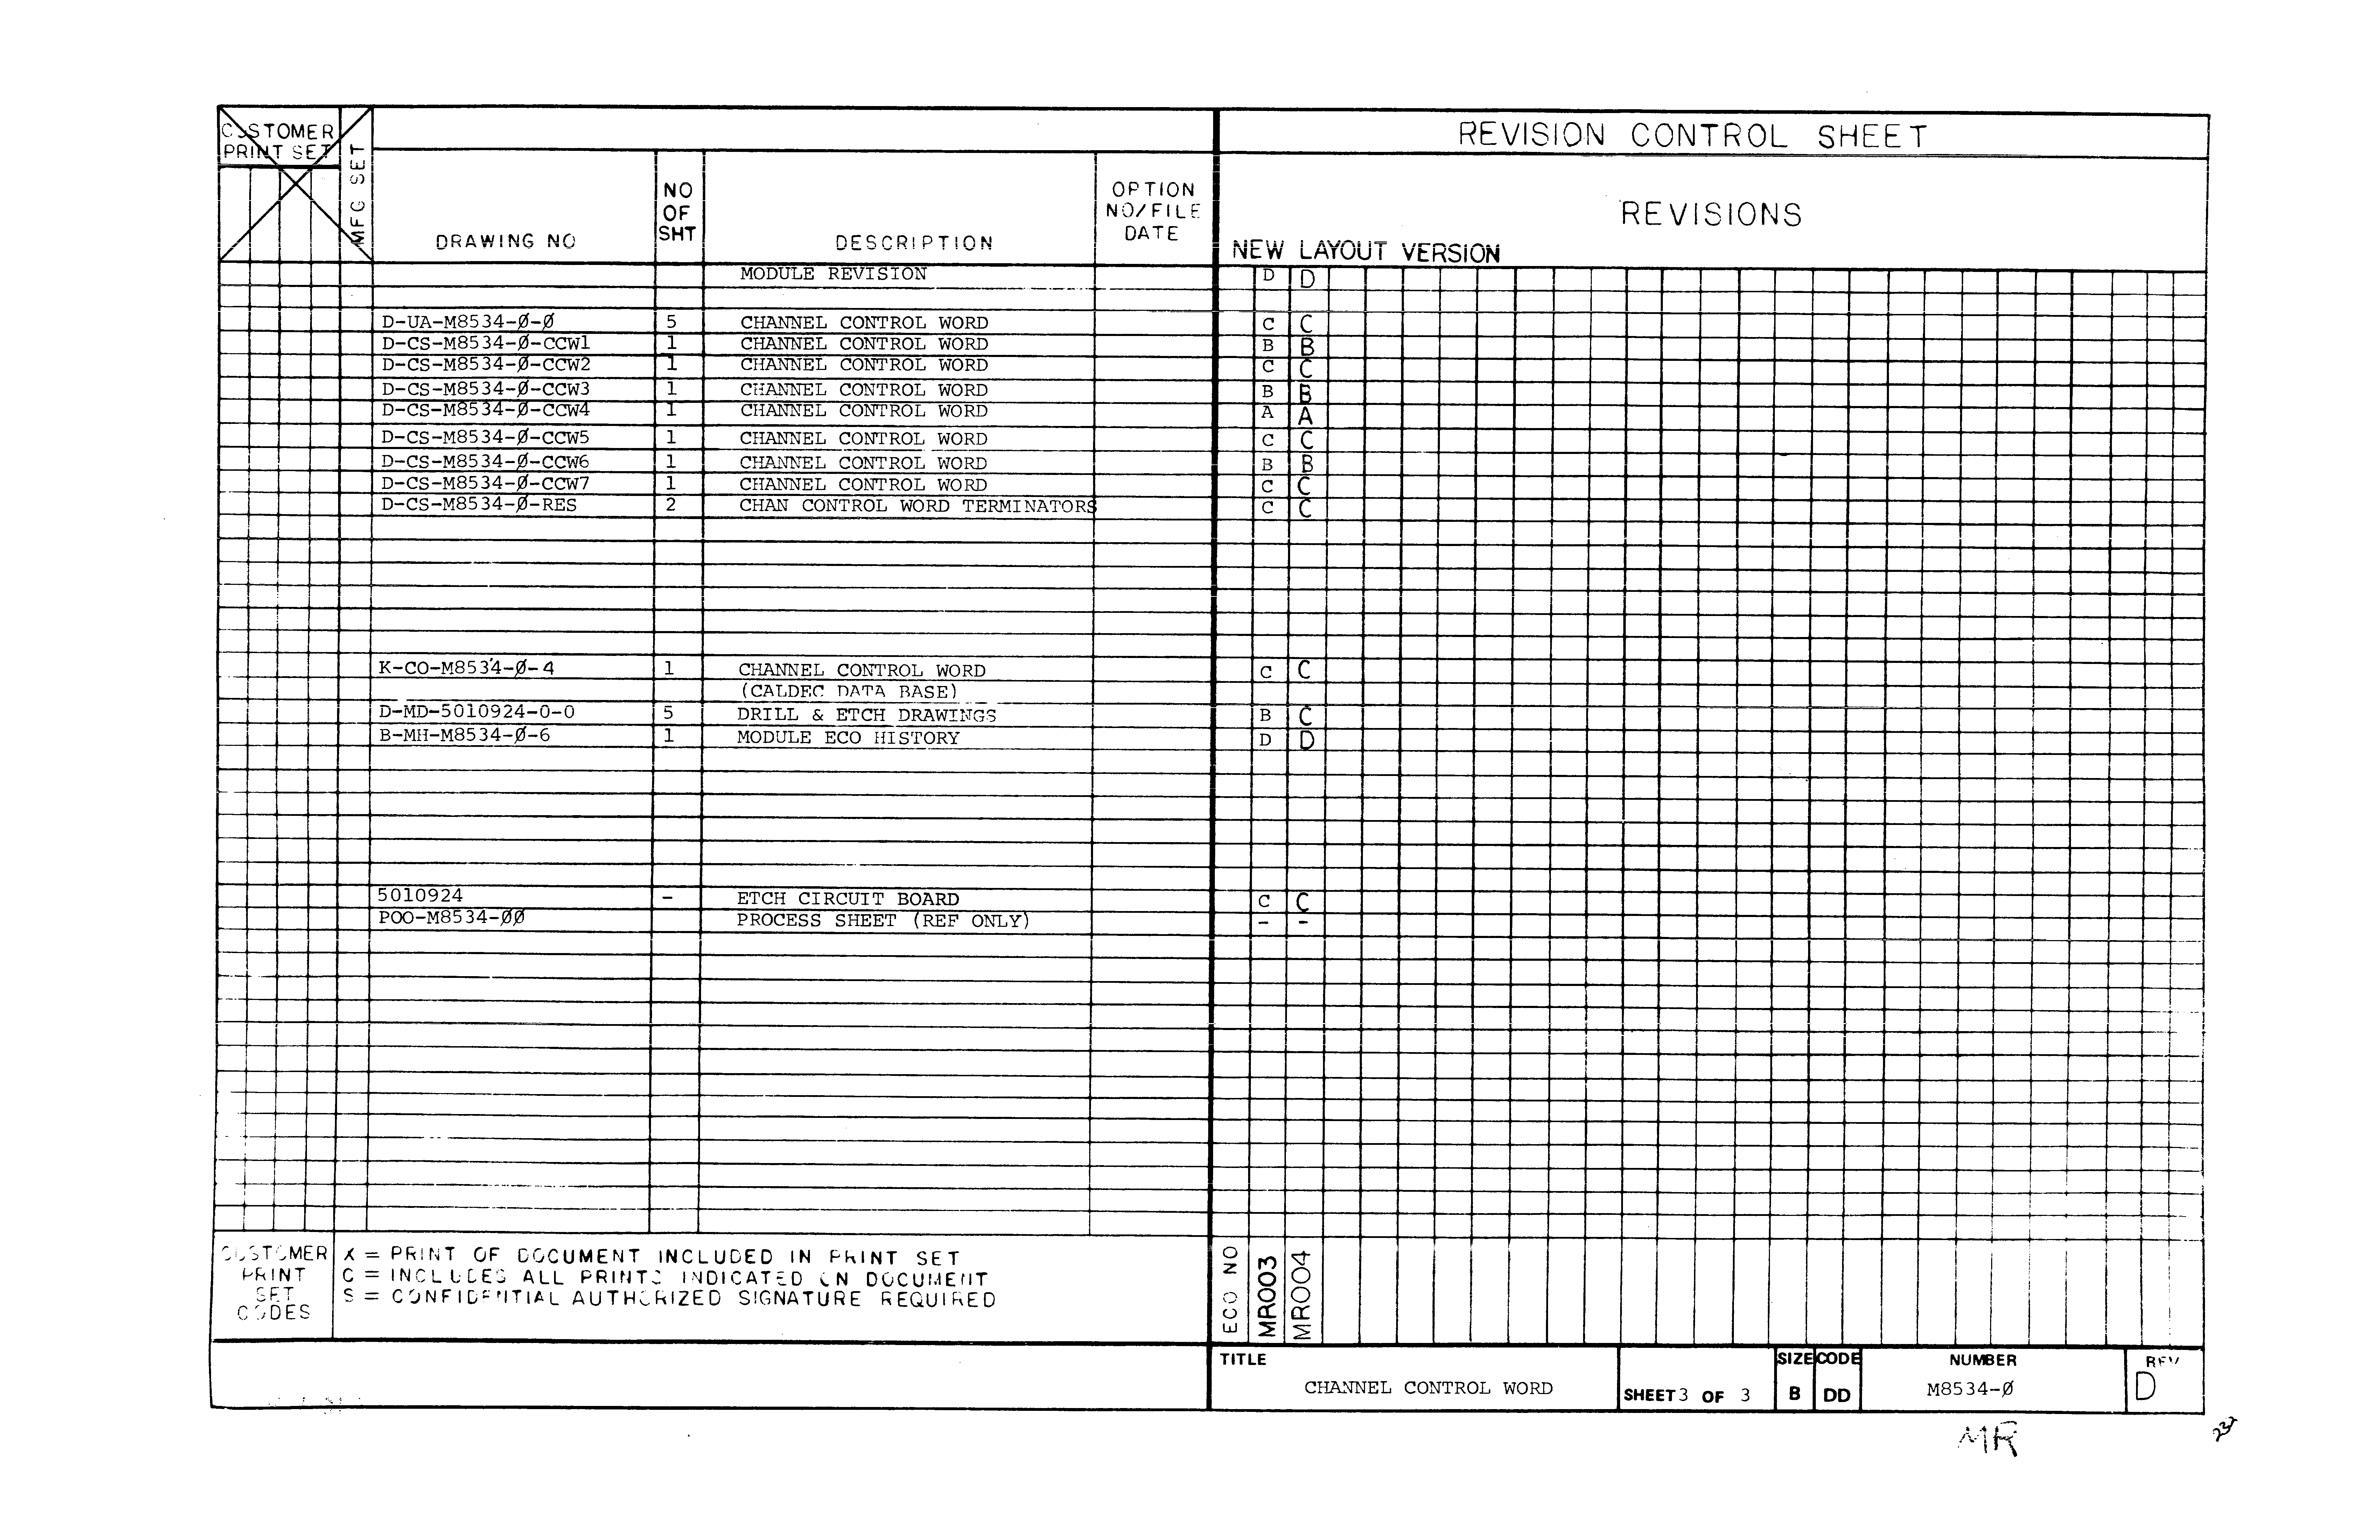 CUSTOMER PRINT SET
MFG SET
DRAWING NO
NO OF SHT
DESCRIPTION
OPTION NO/FILE DATE
REVISION CONTROL SHEET
REVISIONS
NEW LAYOUT VERSION
MODULE REVISION D D
D-UA-M8534-Ø-Ø 5 CHANNEL CONTROL WORD C C
D-CS-M8534-Ø-CCW1 1 CHANNEL CONTROL WORD B B
D-CS-M8534-Ø-CCW2 1 CHANNEL CONTROL WORD C C
D-CS-M8534-Ø-CCW3 1 CHANNEL CONTROL WORD B B
D-CS-M8534-Ø-CCW4 1 CHANNEL CONTROL WORD A A
D-CS-M8534-Ø-CCW5 1 CHANNEL CONTROL WORD C C
D-CS-M8534-Ø-CCW6 1 CHANNEL CONTROL WORD B B
D-CS-M8534-Ø-CCW7 1 CHANNEL CONTROL WORD C C
D-CS-M8534-Ø-RES 2 CHAN CONTROL WORD TERMINATORS C C
K-CO-M8534-Ø-4 1 CHANNEL CONTROL WORD C C
(CALDEC DATA BASE)
D-MD-5010924-0-0 5 DRILL & ETCH DRAWINGS B C
B-MH-M8534-Ø-6 1 MODULE ECO HISTORY D D
5010924 - ETCH CIRCUIT BOARD C C
POO-M8534-ØØ PROCESS SHEET (REF ONLY) - -
CUSTOMER PRINT SET CODES
X = PRINT OF DOCUMENT INCLUDED IN PRINT SET
C = INCLUDES ALL PRINTS INDICATED ON DOCUMENT
S = CONFIDENTIAL AUTHORIZED SIGNATURE REQUIRED
ECO NO
MR003
MR004
TITLE
CHANNEL CONTROL WORD
SHEET 3 OF 3
SIZE B
CODE DD
NUMBER
M8534-Ø
REV
D
MR
232